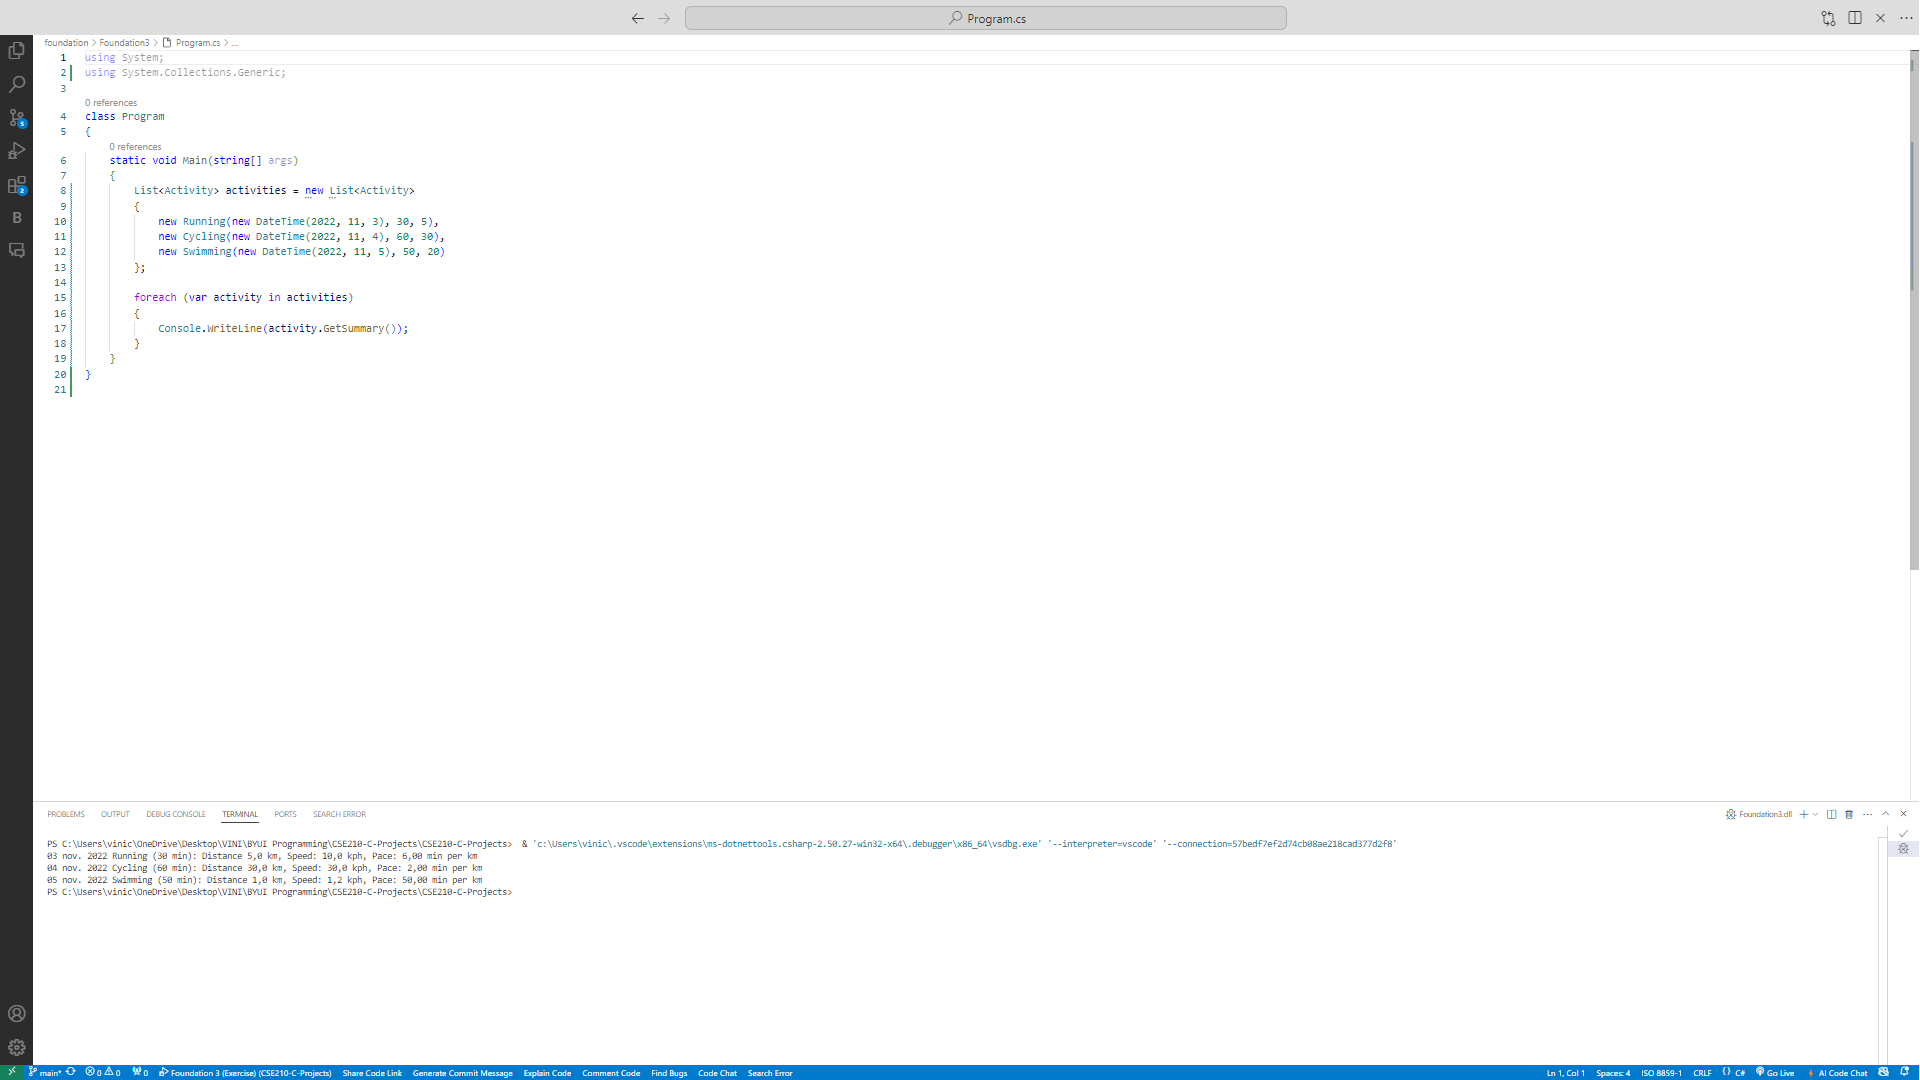 Program.cs
foundation > Foundation3 > Program.cs > ...
1 using System;
2 using System.Collections.Generic;
3
0 references
4 class Program
5 {
0 references
6 static void Main(string[] args)
7 {
8 List<Activity> activities = new List<Activity>
9 {
10 new Running(new DateTime(2022, 11, 3), 30, 5),
11 new Cycling(new DateTime(2022, 11, 4), 60, 30),
12 new Swimming(new DateTime(2022, 11, 5), 50, 20)
13 };
14
15 foreach (var activity in activities)
16 {
17 Console.WriteLine(activity.GetSummary());
18 }
19 }
20 }
21
5
2
B
PROBLEMS OUTPUT DEBUG CONSOLE TERMINAL PORTS SEARCH ERROR
Foundation3.dll
PS C:\Users\vinic\OneDrive\Desktop\VINI\BYUI Programming\CSE210-C-Projects\CSE210-C-Projects> & 'c:\Users\vinic\.vscode\extensions\ms-dotnettools.csharp-2.50.27-win32-x64\.debugger\x86_64\vsdbg.exe' '--interpreter=vscode' '--connection=57bedf7ef2d74cb08ae218cad377d2f8'
03 nov. 2022 Running (30 min): Distance 5,0 km, Speed: 10,0 kph, Pace: 6,00 min per km
04 nov. 2022 Cycling (60 min): Distance 30,0 km, Speed: 30,0 kph, Pace: 2,00 min per km
05 nov. 2022 Swimming (50 min): Distance 1,0 km, Speed: 1,2 kph, Pace: 50,00 min per km
PS C:\Users\vinic\OneDrive\Desktop\VINI\BYUI Programming\CSE210-C-Projects\CSE210-C-Projects>
main* 0 0 0 Foundation 3 (Exercise) (CSE210-C-Projects) Share Code Link Generate Commit Message Explain Code Comment Code Find Bugs Code Chat Search Error Ln 1, Col 1 Spaces: 4 ISO 8859-1 CRLF {} C# Go Live AI Code Chat